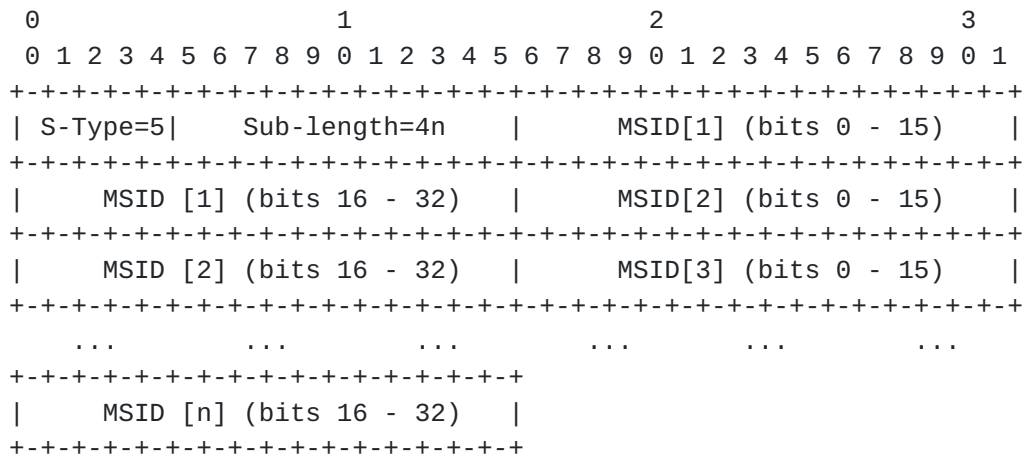 0                   1                   2                   3
 0 1 2 3 4 5 6 7 8 9 0 1 2 3 4 5 6 7 8 9 0 1 2 3 4 5 6 7 8 9 0 1
+-+-+-+-+-+-+-+-+-+-+-+-+-+-+-+-+-+-+-+-+-+-+-+-+-+-+-+-+-+-+-+-+
| S-Type=5|    Sub-length=4n    |      MSID[1] (bits 0 - 15)    |
+-+-+-+-+-+-+-+-+-+-+-+-+-+-+-+-+-+-+-+-+-+-+-+-+-+-+-+-+-+-+-+-+
|     MSID [1] (bits 16 - 32)   |      MSID[2] (bits 0 - 15)    |
+-+-+-+-+-+-+-+-+-+-+-+-+-+-+-+-+-+-+-+-+-+-+-+-+-+-+-+-+-+-+-+-+
|     MSID [2] (bits 16 - 32)   |      MSID[3] (bits 0 - 15)    |
+-+-+-+-+-+-+-+-+-+-+-+-+-+-+-+-+-+-+-+-+-+-+-+-+-+-+-+-+-+-+-+-+
    ...        ...        ...        ...       ...        ...
+-+-+-+-+-+-+-+-+-+-+-+-+-+-+-+-+
|     MSID [n] (bits 16 - 32)   |
+-+-+-+-+-+-+-+-+-+-+-+-+-+-+-+-+